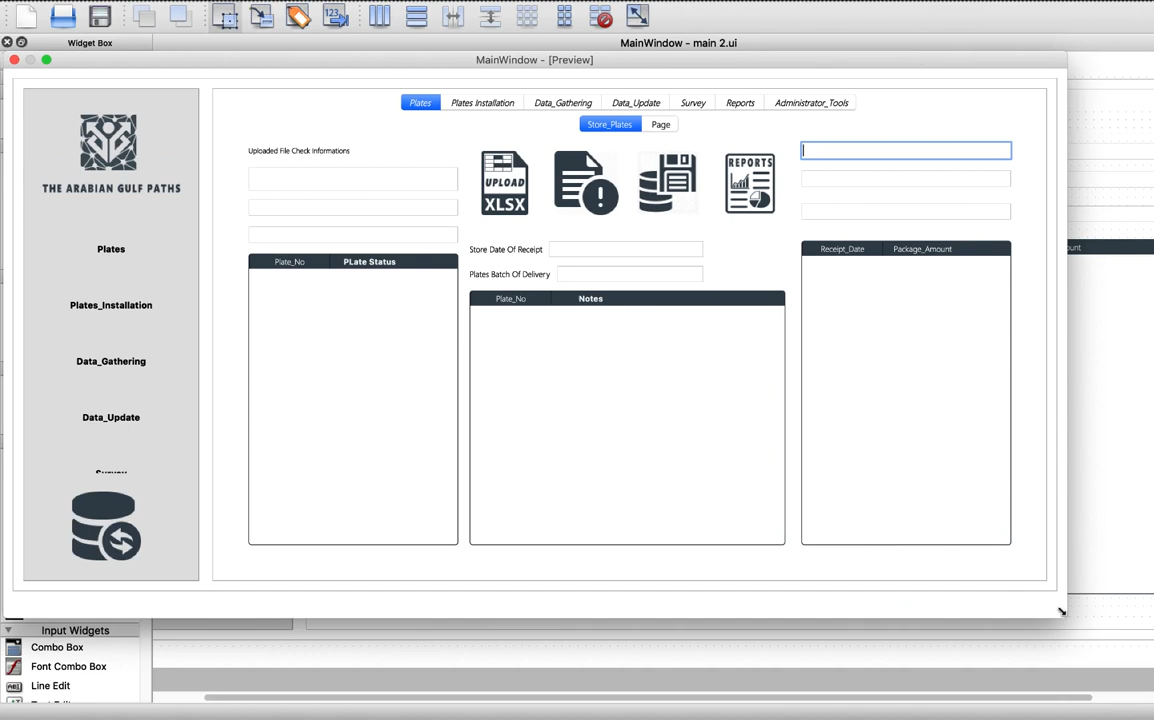 Widget Box
MainWindow - main 2.ui
MainWindow - [Preview]
Plates
Plates Installation
Data_Gathering
Data_Update
Survey
Reports
Administrator_Tools
Store_Plates
Page
THE ARABIAN GULF PATHS
Plates
Plates_Installation
Data_Gathering
Data_Update
Uploaded File Check Informations
UPLOAD
XLSX
REPORTS
Store Date Of Receipt
Plates Batch Of Delivery
Plate_No
PLate Status
Plate_No
Notes
Receipt_Date
Package_Amount
Input Widgets
Combo Box
Font Combo Box
Line Edit
123